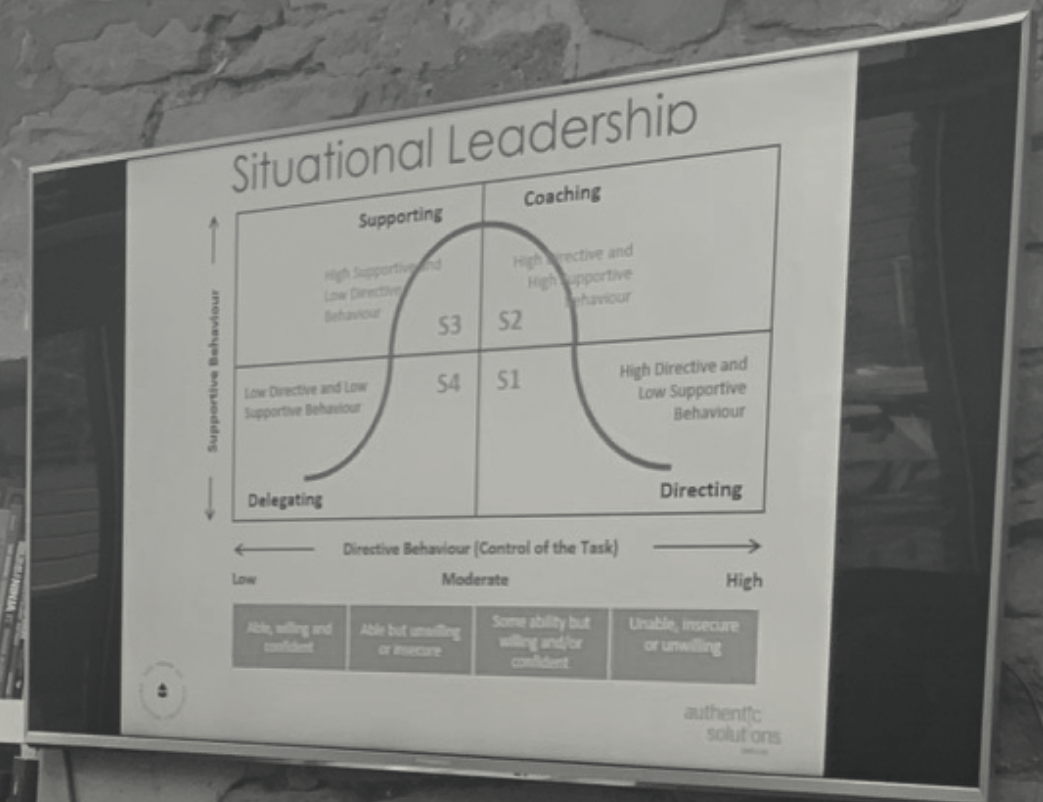 Situational Leadership
Supporting
Coaching
High Supportive and
Low Directive
Behaviour
High Directive and
High Supportive
Behaviour
S3
S2
S4
S1
Low Directive and Low
Supportive Behaviour
High Directive and
Low Supportive
Behaviour
Delegating
Directing
Supportive Behaviour
Directive Behaviour (Control of the Task)
Low
Moderate
High
Able, willing and
confident
Able but unwilling
or insecure
Some ability but
willing and/or
confident
Unable, insecure
or unwilling
authentic
solutions